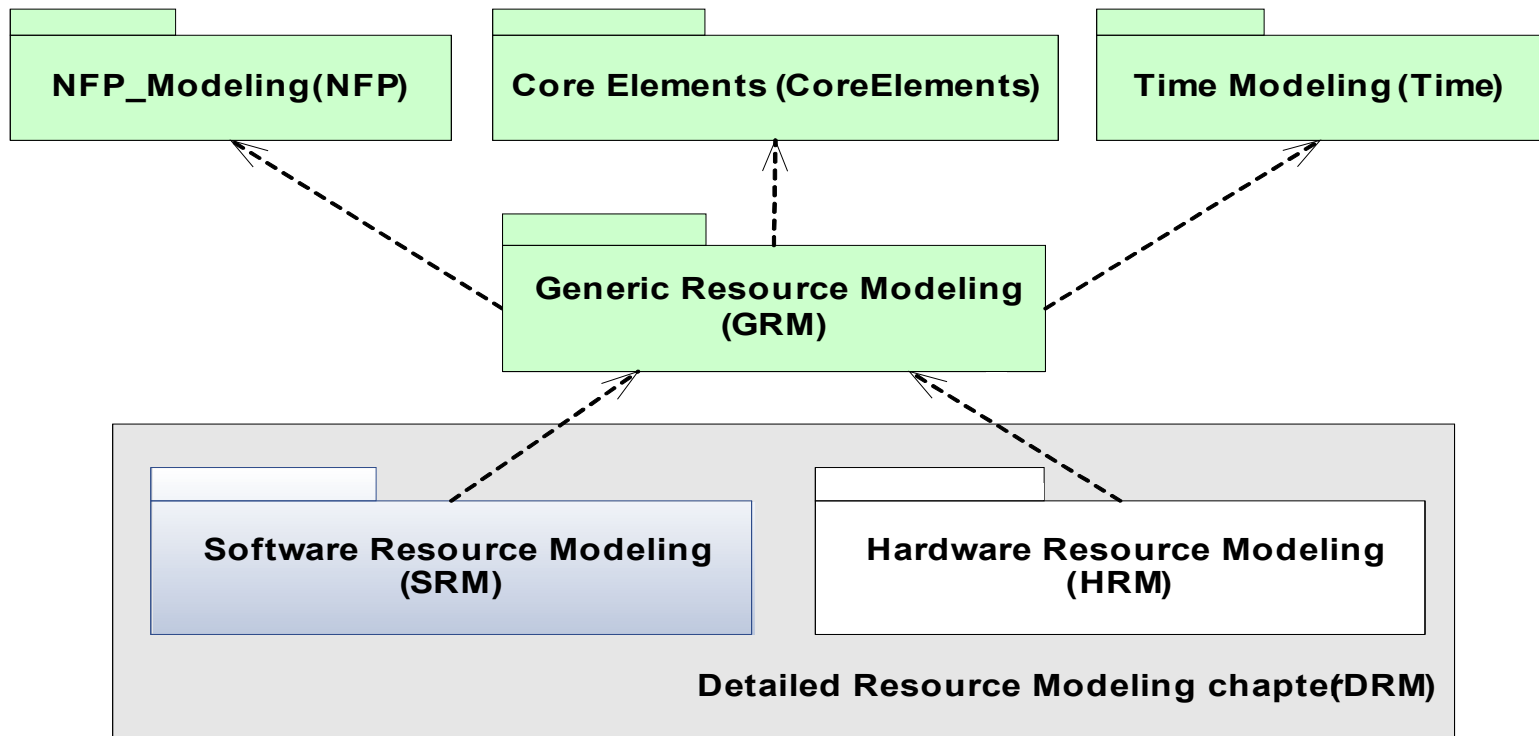 NFP_Modeling(NFP)
Core Elements (CoreElements)
Time Modeling (Time)
Generic Resource Modeling
(GRM)
Software Resource Modeling
(SRM)
Hardware Resource Modeling
(HRM)
Detailed Resource Modeling chapter(DRM)